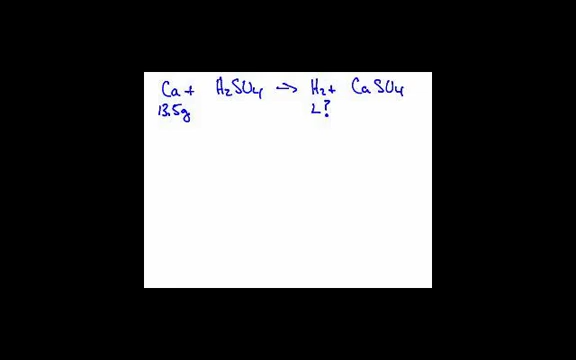 Ca + H₂SO₄ → H₂ + CaSO₄
13.5g L?